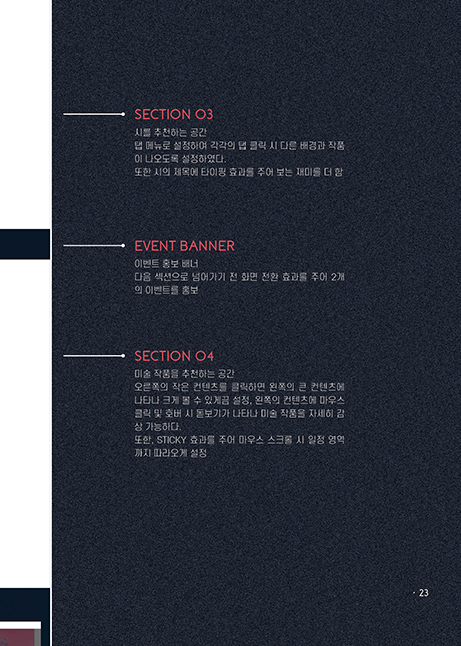 SECTION 03
시를 추천하는 공간
탭 메뉴로 설정하여 각각의 탭 클릭 시 다른 배경과 작품
이 나오도록 설정하였다.
또한 시의 제목에 타이핑 효과를 주어 보는 재미를 더 함
EVENT BANNER
이벤트 홍보 배너
다음 섹션으로 넘어가기 전 화면 전환 효과를 주어 2개
의 이벤트를 홍보
SECTION 04
미술 작품을 추천하는 공간
오른쪽의 작은 컨텐츠를 클릭하면 왼쪽의 큰 컨텐츠에
나타나 크게 볼 수 있게끔 설정, 왼쪽의 컨텐츠에 마우스
클릭 및 호버 시 돋보기가 나타나 미술 작품을 자세히 감
상 가능하다.
또한, STICKY 효과를 주어 마우스 스크롤 시 일정 영역
까지 따라오게 설정
· 23